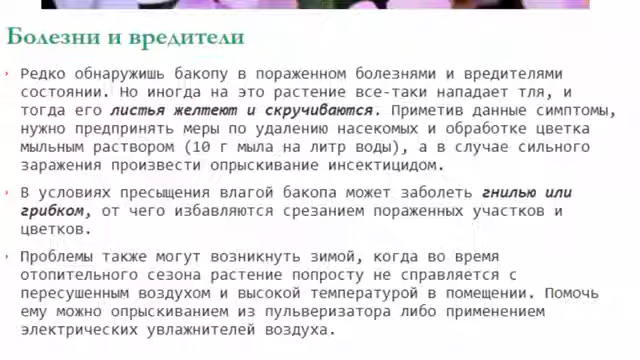 Болезни и вредители
Редко обнаружишь бакопу в пораженном болезнями и вредителями
состоянии. Но иногда на это растение все-таки нападает тля, и
тогда его листья желтеют и скручиваются. Приметив данные симптомы,
нужно предпринять меры по удалению насекомых и обработке цветка
мыльным раствором (10 г мыла на литр воды), а в случае сильного
заражения произвести опрыскивание инсектицидом.
В условиях пресыщения влагой бакопа может заболеть гнилью или
грибком, от чего избавляются срезанием пораженных участков и
цветков.
Проблемы также могут возникнуть зимой, когда во время
отопительного сезона растение попросту не справляется с
пересушенным воздухом и высокой температурой в помещении. Помочь
ему можно опрыскиванием из пульверизатора либо применением
электрических увлажнителей воздуха.